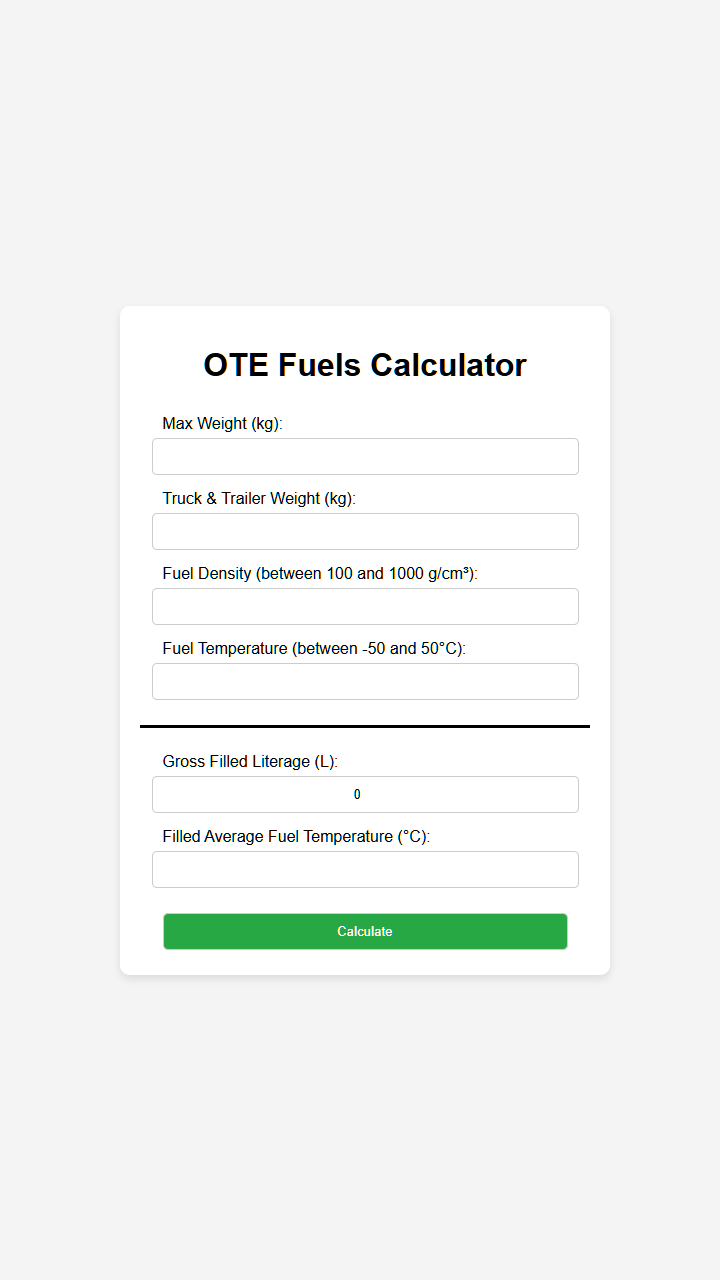 OTE Fuels Calculator
Max Weight (kg):
Truck & Trailer Weight (kg):
Fuel Density (between 100 and 1000 g/cm³):
Fuel Temperature (between -50 and 50°C):
Gross Filled Literage (L):
0
Filled Average Fuel Temperature (°C):
Calculate